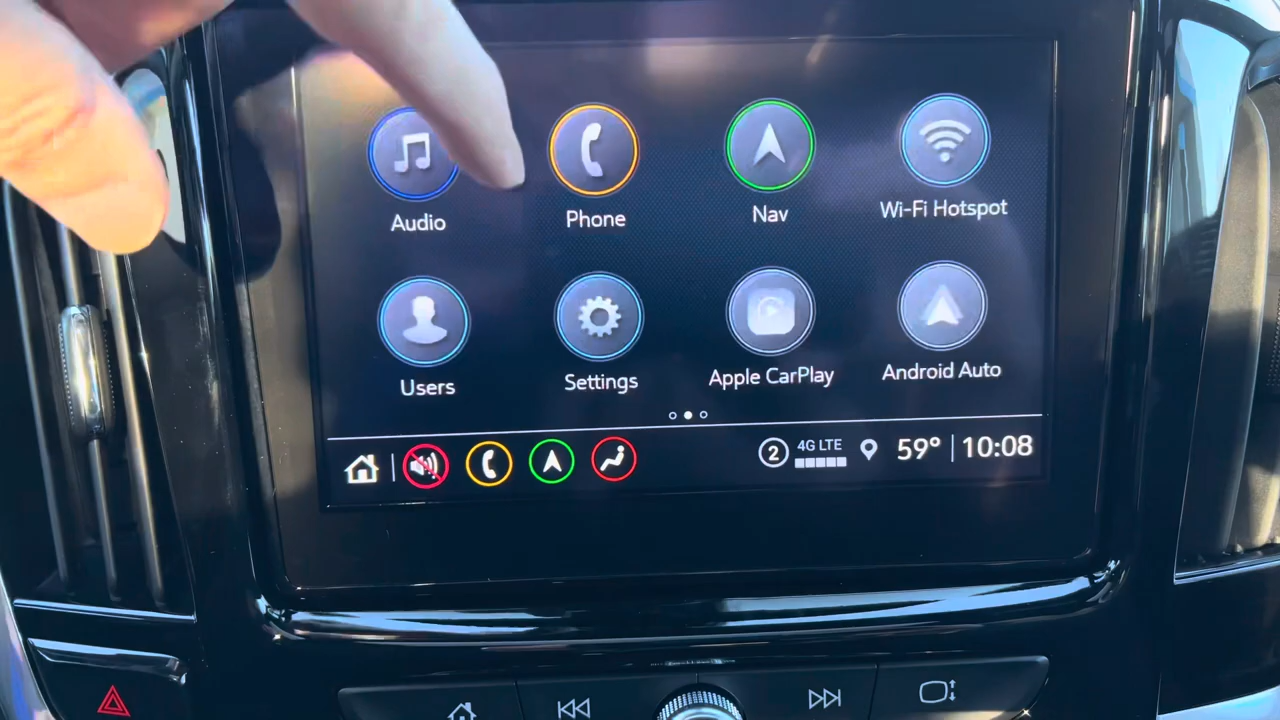 Audio
Phone
Nav
Wi-Fi Hotspot
Users
Settings
Apple CarPlay
Android Auto
2
4G LTE
59°
10:08